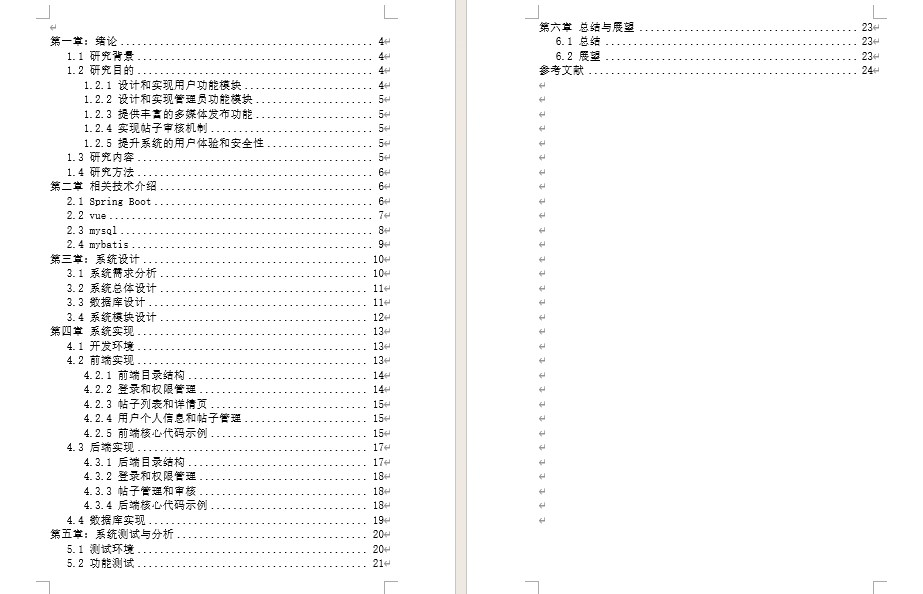 第一章：绪论 4
1.1 研究背景 4
1.2 研究目的 4
1.2.1 设计和实现用户功能模块 4
1.2.2 设计和实现管理员功能模块 5
1.2.3 提供丰富的多媒体发布功能 5
1.2.4 实现帖子审核机制 5
1.2.5 提升系统的用户体验和安全性 5
1.3 研究内容 5
1.4 研究方法 6
第二章 相关技术介绍 6
2.1 Spring Boot 6
2.2 vue 7
2.3 mysql 8
2.4 mybatis 9
第三章：系统设计 10
3.1 系统需求分析 10
3.2 系统总体设计 11
3.3 数据库设计 11
3.4 系统模块设计 12
第四章 系统实现 13
4.1 开发环境 13
4.2 前端实现 13
4.2.1 前端目录结构 14
4.2.2 登录和权限管理 14
4.2.3 帖子列表和详情页 15
4.2.4 用户个人信息和帖子管理 15
4.2.5 前端核心代码示例 15
4.3 后端实现 17
4.3.1 后端目录结构 17
4.3.2 登录和权限管理 18
4.3.3 帖子管理和审核 18
4.3.4 后端核心代码示例 18
4.4 数据库实现 19
第五章：系统测试与分析 20
5.1 测试环境 20
5.2 功能测试 21
第六章 总结与展望 23
6.1 总结 23
6.2 展望 23
参考文献 24